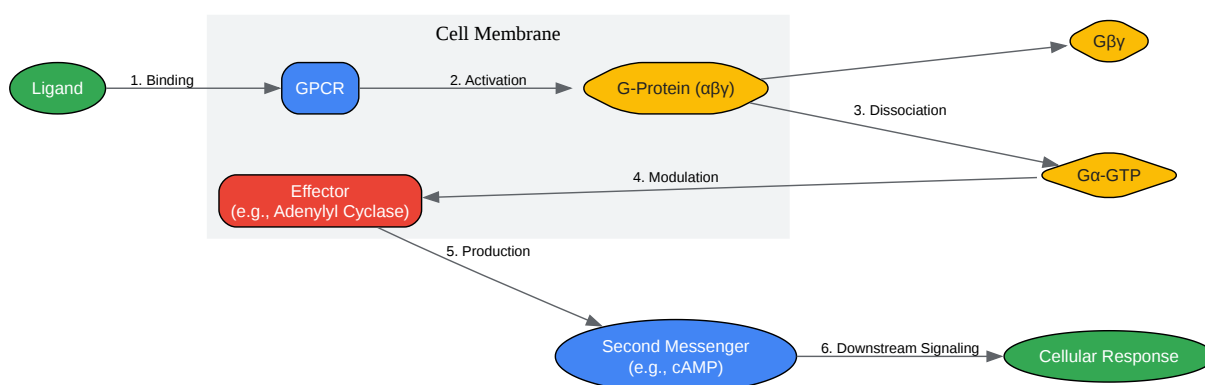 Cell Membrane
Gβγ
Ligand
1. Binding
GPCR
2. Activation
G-Protein (αβγ)
3. Dissociation
Gα-GTP
4. Modulation
Effector
(e.g., Adenylyl Cyclase)
5. Production
Second Messenger
(e.g., cAMP)
6. Downstream Signaling
Cellular Response